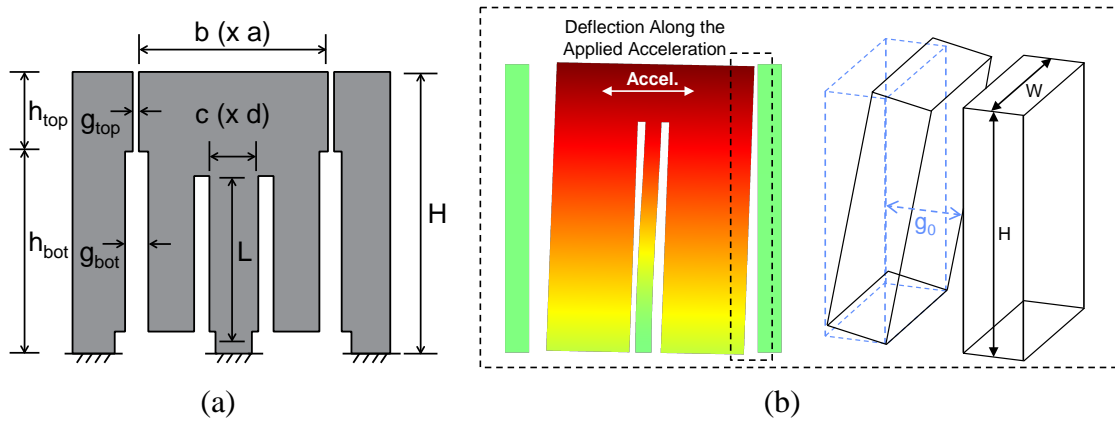 b (x a)
h_top
g_top
c (x d)
h_bot
g_bot
L
H
(a)
Deflection Along the
Applied Acceleration
Accel.
W
g_0
H
(b)